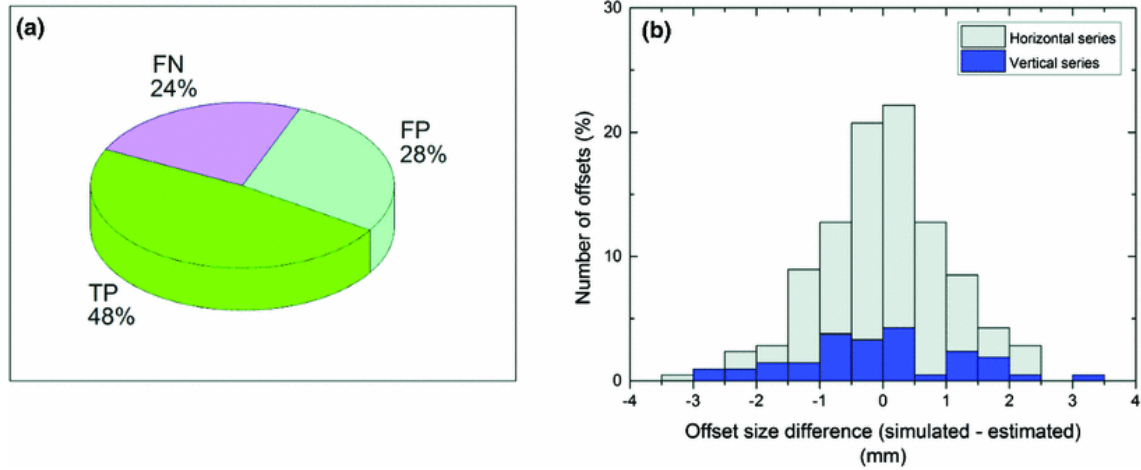 (a)
FN
24%
FP
28%
TP
48%
(b)
Horizontal series
Vertical series
Number of offsets (%)
30
20
10
0
-4 -3 -2 -1 0 1 2 3 4
Offset size difference (simulated - estimated)
(mm)